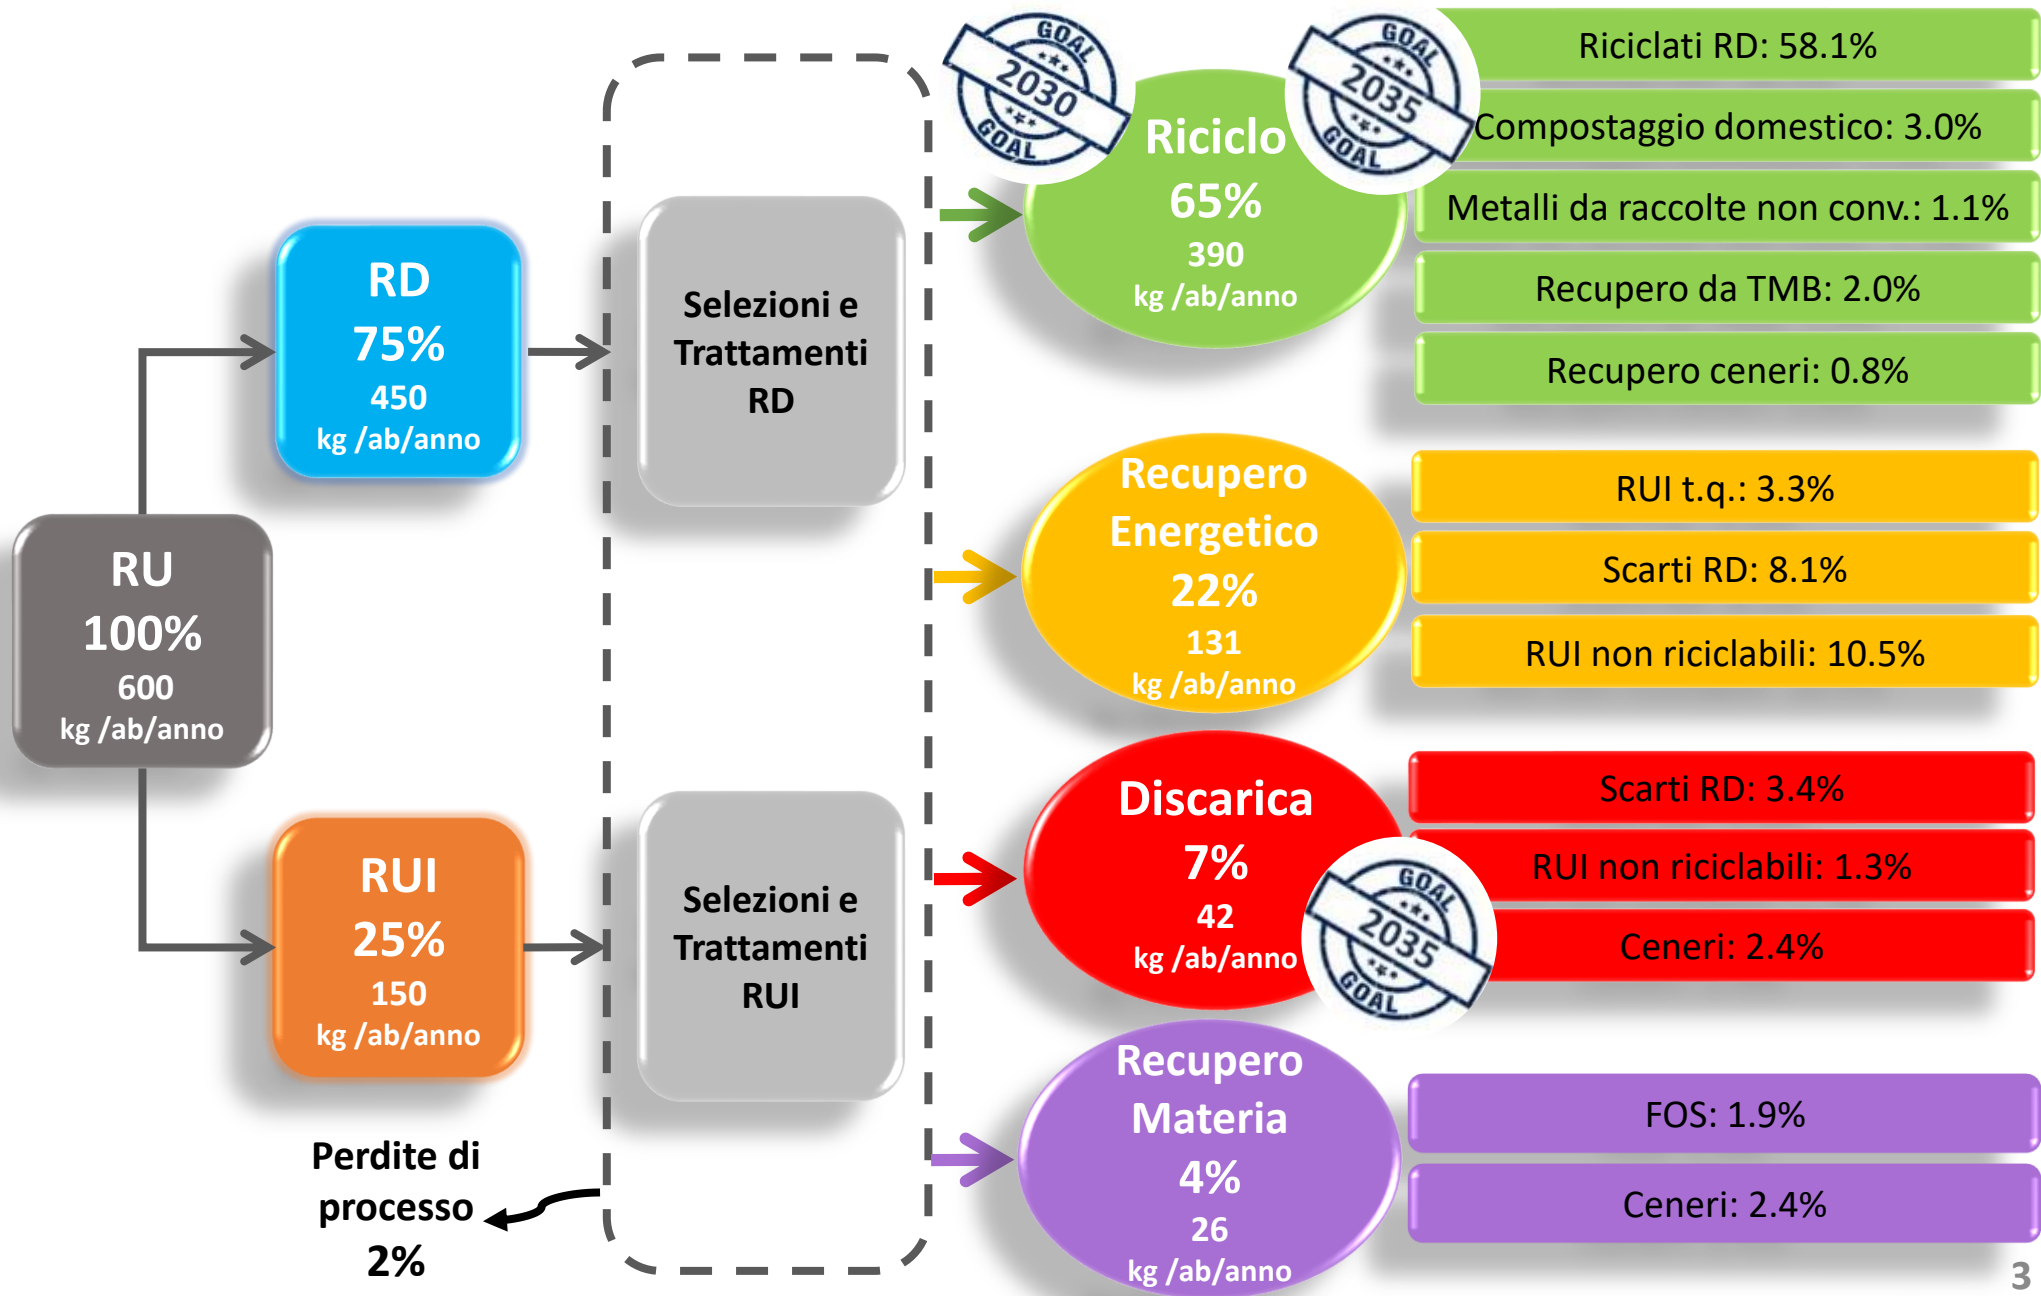 RU
100%
600
kg /ab/anno
RD
75%
450
kg /ab/anno
RUI
25%
150
kg /ab/anno
Perdite di
processo
2%
Selezioni e
Trattamenti
RD
Selezioni e
Trattamenti
RUI
GOAL
2030
GOAL
GOAL
2035
GOAL
Riciclo
65%
390
kg /ab/anno
Riciclati RD: 58.1%
Compostaggio domestico: 3.0%
Metalli da raccolte non conv.: 1.1%
Recupero da TMB: 2.0%
Recupero ceneri: 0.8%
Recupero
Energetico
22%
131
kg /ab/anno
RUI t.q.: 3.3%
Scarti RD: 8.1%
RUI non riciclabili: 10.5%
Discarica
7%
42
kg /ab/anno
GOAL
2035
GOAL
Scarti RD: 3.4%
RUI non riciclabili: 1.3%
Ceneri: 2.4%
Recupero
Materia
4%
26
kg /ab/anno
FOS: 1.9%
Ceneri: 2.4%
3